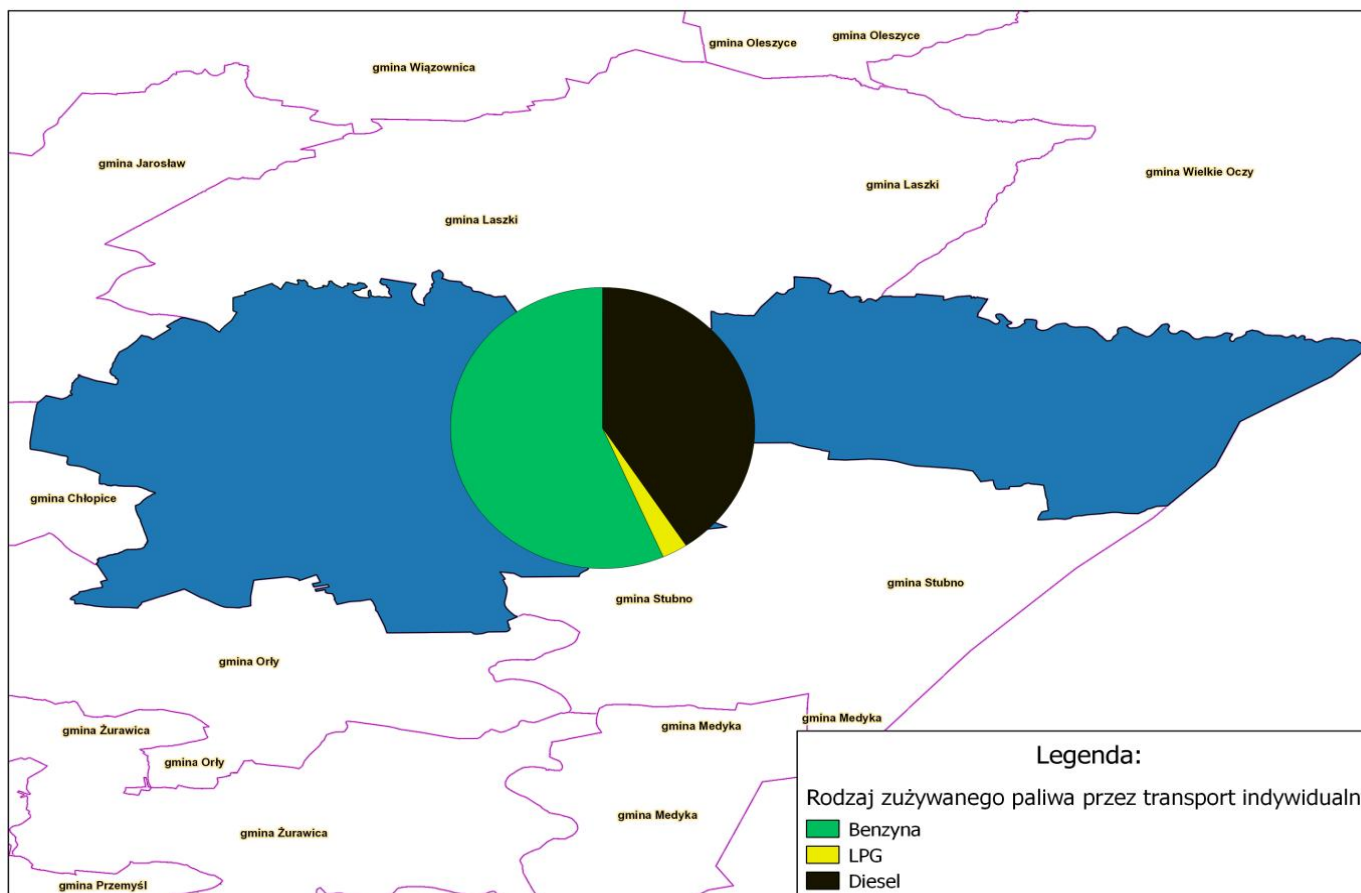 gmina Oleszyce
gmina Oleszyce
gmina Wiązownica
gmina Jarosław
gmina Wielkie Oczy
gmina Laszki
gmina Laszki
gmina Chłopice
gmina Stubno
gmina Stubno
gmina Orły
gmina Medyka
gmina Medyka
gmina Żurawica
gmina Orły
gmina Medyka
gmina Żurawica
gmina Przemyśl
Legenda:
Rodzaj zużywanego paliwa przez transport indywidualn
Benzyna
LPG
Diesel